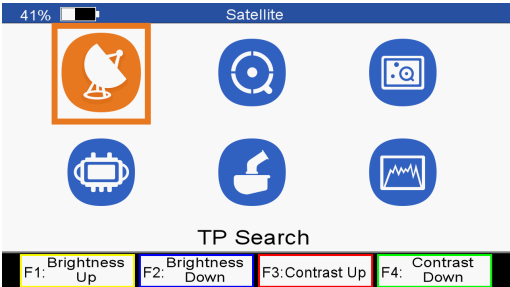 41%
Satellite
TP Search
F1: Brightness Up
F2: Brightness Down
F3: Contrast Up
F4: Contrast Down